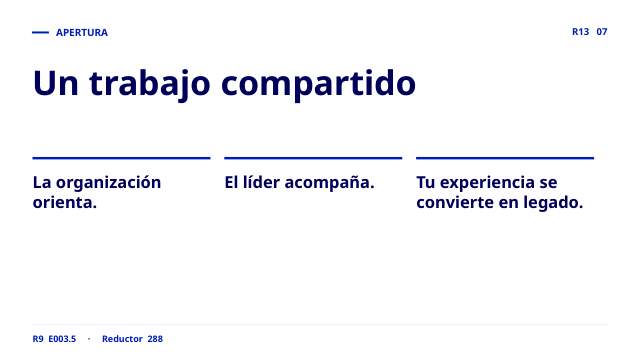 APERTURA
R13 07
Un trabajo compartido
La organización
orienta.
El líder acompaña.
Tu experiencia se
convierte en legado.
R9 E003.5 · Reductor 288